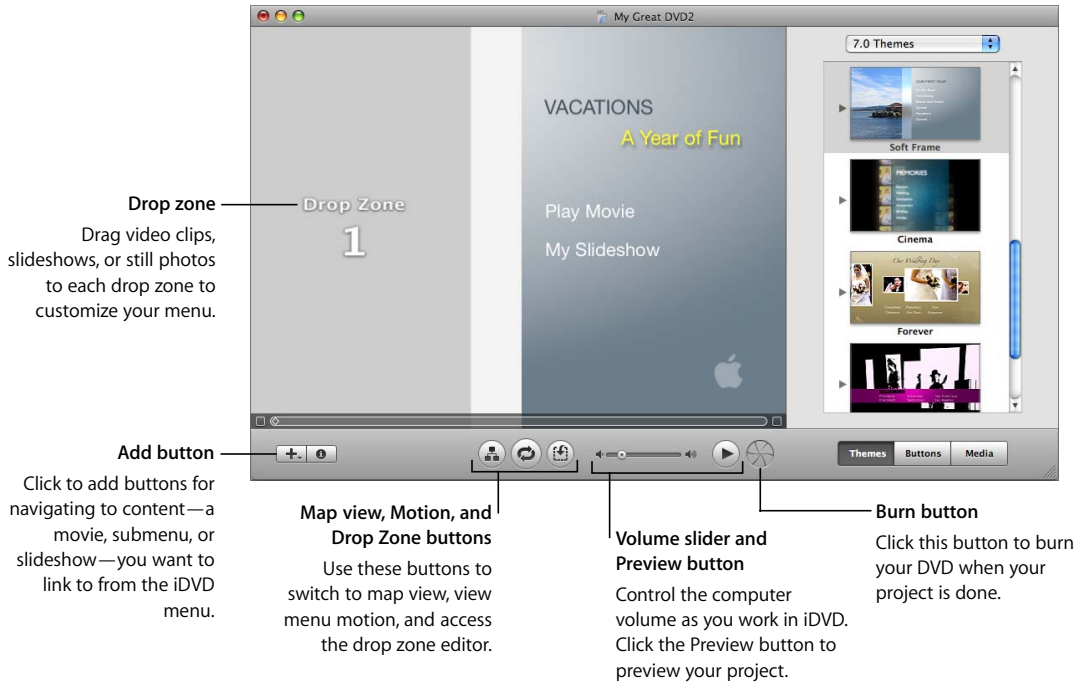 My Great DVD2
7.0 Themes
VACATIONS
A Year of Fun
Drop Zone
1
Play Movie
My Slideshow
OUR FIRST YEAR
Soft Frame
MEMORIES
Cinema
Our Wedding Day
Forever
Themes
Buttons
Media
Drop zone
Drag video clips,
slideshows, or still photos
to each drop zone to
customize your menu.
Add button
Click to add buttons for
navigating to content—a
movie, submenu, or
slideshow—you want to
link to from the iDVD
menu.
Map view, Motion, and
Drop Zone buttons
Use these buttons to
switch to map view, view
menu motion, and access
the drop zone editor.
Volume slider and
Preview button
Control the computer
volume as you work in iDVD.
Click the Preview button to
preview your project.
Burn button
Click this button to burn
your DVD when your
project is done.